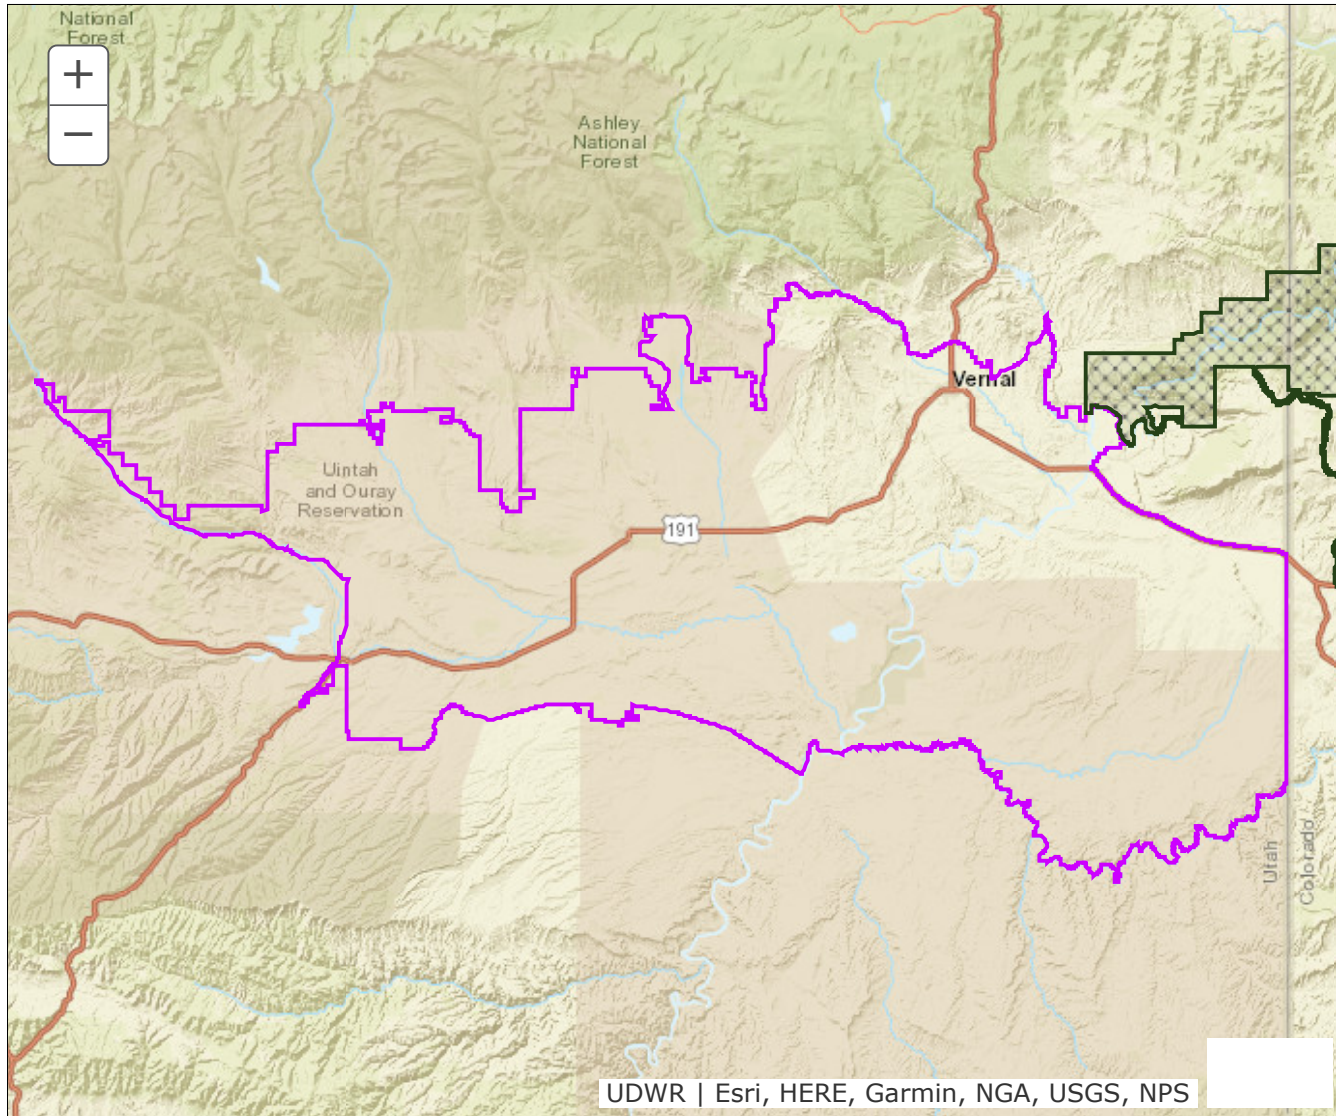 National
Forest
+
−
Ashley
National
Forest
Vernal
Uintah
and Ouray
Reservation
191
Utah
Colorado
UDWR | Esri, HERE, Garmin, NGA, USGS, NPS